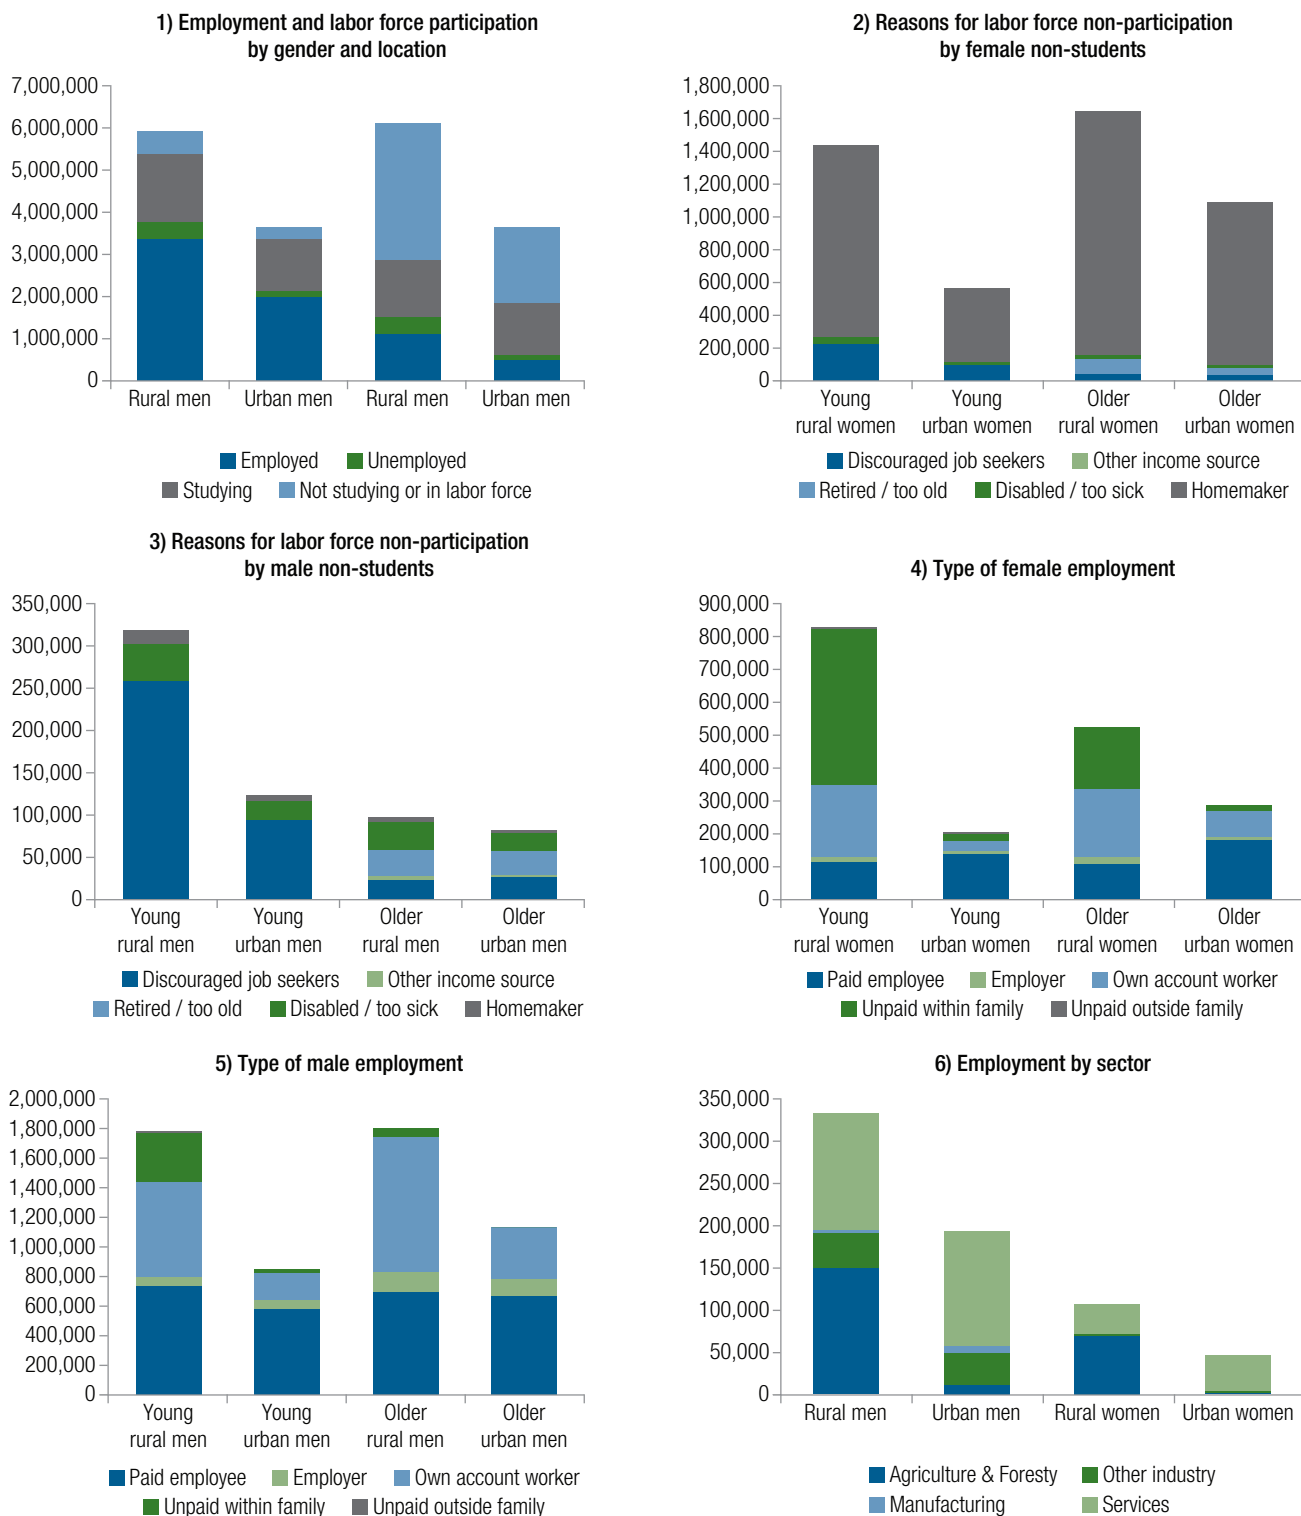 1) Employment and labor force participation
by gender and location
7,000,000
6,000,000
5,000,000
4,000,000
3,000,000
2,000,000
1,000,000
0
Rural men Urban men Rural men Urban men
Employed Unemployed
Studying Not studying or in labor force
2) Reasons for labor force non-participation
by female non-students
1,800,000
1,600,000
1,400,000
1,200,000
1,000,000
800,000
600,000
400,000
200,000
0
Young Young Older Older
rural women urban women rural women urban women
Discouraged job seekers Other income source
Retired / too old Disabled / too sick Homemaker
3) Reasons for labor force non-participation
by male non-students
350,000
300,000
250,000
200,000
150,000
100,000
50,000
0
Young Young Older Older
rural men urban men rural men urban men
Discouraged job seekers Other income source
Retired / too old Disabled / too sick Homemaker
4) Type of female employment
900,000
800,000
700,000
600,000
500,000
400,000
300,000
200,000
100,000
0
Young Young Older Older
rural women urban women rural women urban women
Paid employee Employer Own account worker
Unpaid within family Unpaid outside family
5) Type of male employment
2,000,000
1,800,000
1,600,000
1,400,000
1,200,000
1,000,000
800,000
600,000
400,000
200,000
0
Young Young Older Older
rural men urban men rural men urban men
Paid employee Employer Own account worker
Unpaid within family Unpaid outside family
6) Employment by sector
350,000
300,000
250,000
200,000
150,000
100,000
50,000
0
Rural men Urban men Rural women Urban women
Agriculture & Foresty Other industry
Manufacturing Services